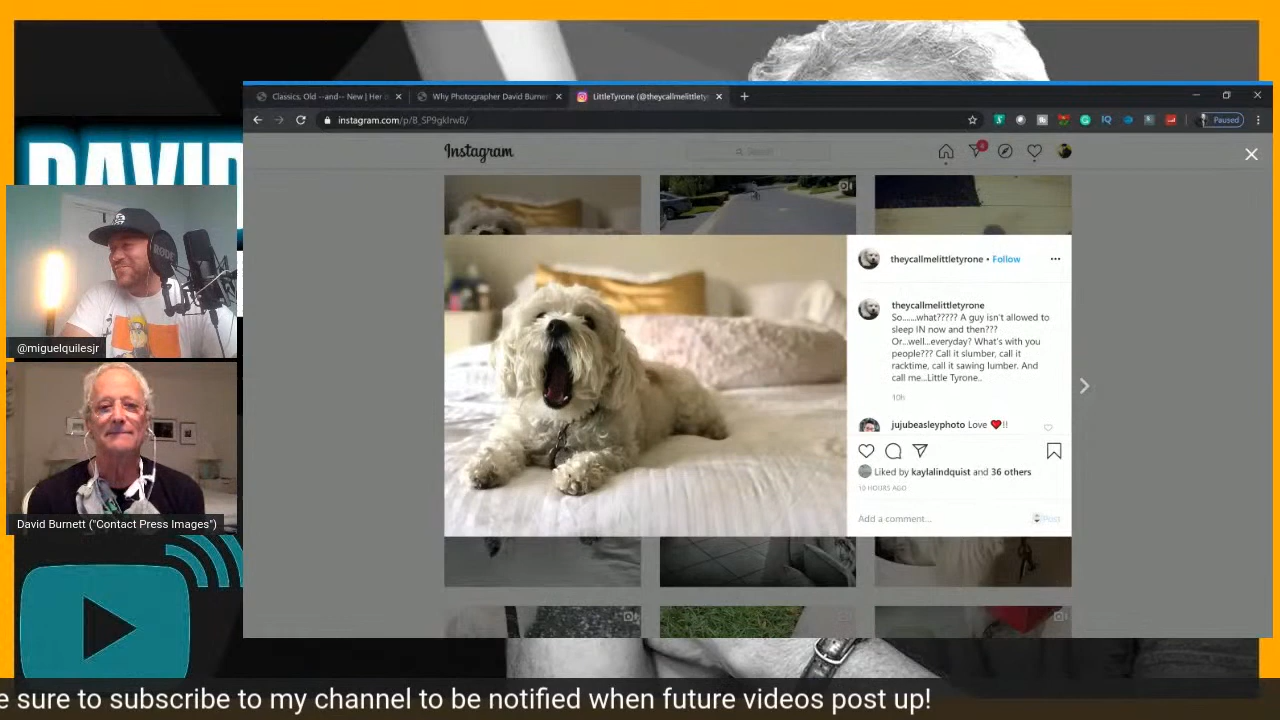 DAVID
Classics, Old --and-- New | Her
Why Photographer David Burne
LittleTyrone (@theycallmelittlety
instagram.com/p/B_SP9gklrwB/
Paused
Instagram
Search
theycallmelittletyrone • Follow
theycallmelittletyrone
So......what????? A guy isn't allowed to
sleep IN now and then???
Or...well...everyday? What's with you
people??? Call it slumber, call it
racktime, call it sawing lumber. And
call me...Little Tyrone..
10h
jujubeasleyphoto Love ❤️!!
Liked by kaylalindquist and 36 others
10 HOURS AGO
Add a comment...
Post
RODE
@miguelquilesjr
David Burnett ("Contact Press Images")
e sure to subscribe to my channel to be notified when future videos post up!